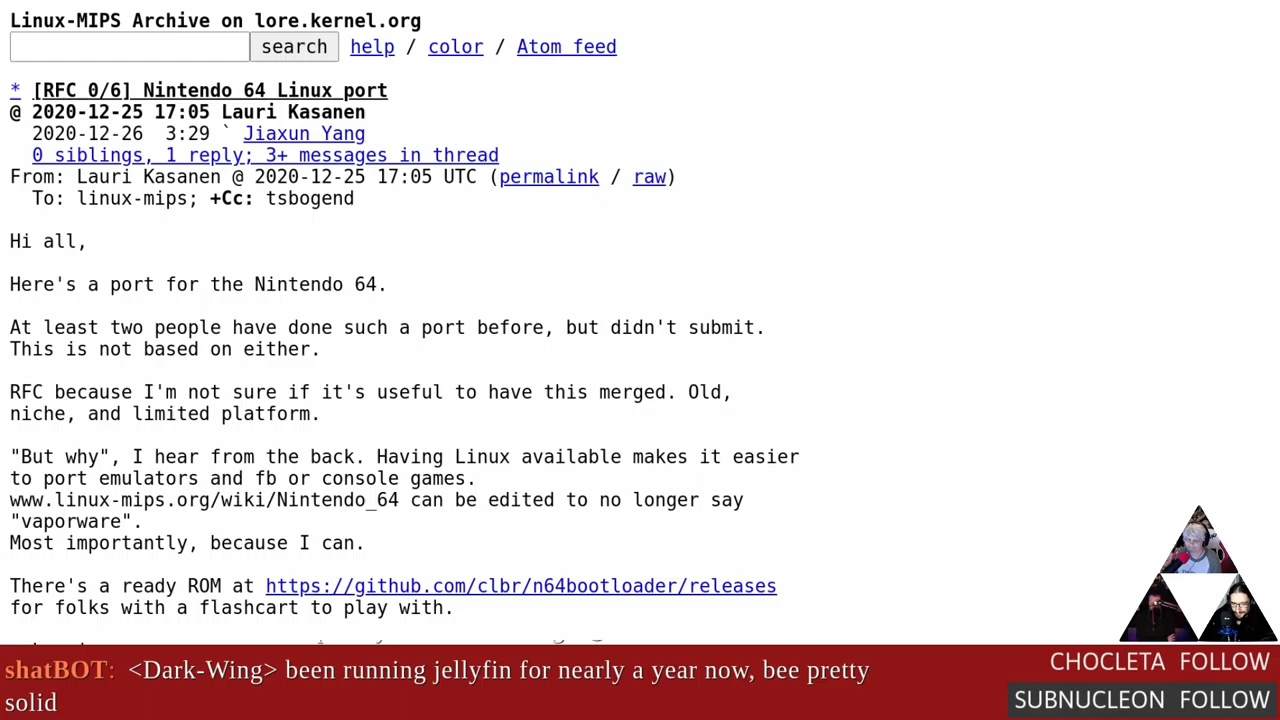 Linux-MIPS Archive on lore.kernel.org
search help / color / Atom feed
* [RFC 0/6] Nintendo 64 Linux port
@ 2020-12-25 17:05 Lauri Kasanen
2020-12-26  3:29 ` Jiaxun Yang
0 siblings, 1 reply; 3+ messages in thread
From: Lauri Kasanen @ 2020-12-25 17:05 UTC (permalink / raw)
To: linux-mips; +Cc: tsbogend
Hi all,
Here's a port for the Nintendo 64.
At least two people have done such a port before, but didn't submit.
This is not based on either.
RFC because I'm not sure if it's useful to have this merged. Old,
niche, and limited platform.
"But why", I hear from the back. Having Linux available makes it easier
to port emulators and fb or console games.
www.linux-mips.org/wiki/Nintendo_64 can be edited to no longer say
"vaporware".
Most importantly, because I can.
There's a ready ROM at https://github.com/clbr/n64bootloader/releases
for folks with a flashcart to play with.
shatBOT: <Dark-Wing> been running jellyfin for nearly a year now, bee pretty
solid
CHOCLETA FOLLOW
SUBNUCLEON FOLLOW